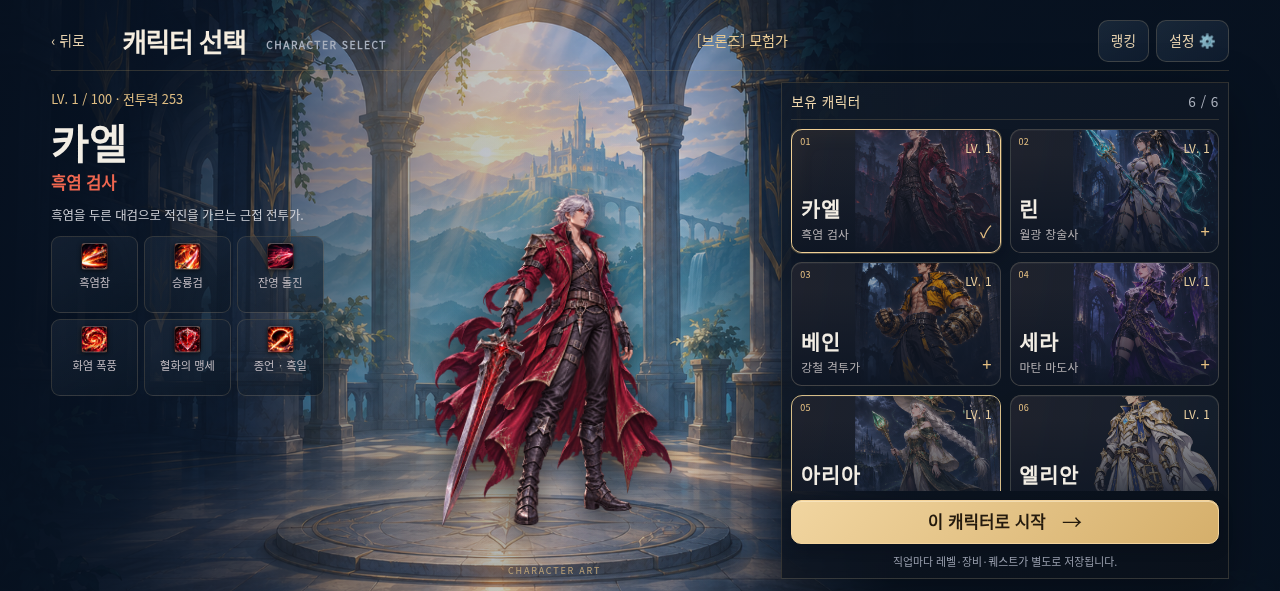 ‹ 뒤로
캐릭터 선택
CHARACTER SELECT
[브론즈] 모험가
랭킹
설정
LV. 1 / 100 · 전투력 253
카엘
흑염 검사
흑염을 두른 대검으로 적진을 가르는 근접 전투가.
흑염참
승룡검
잔영 돌진
화염 폭풍
혈화의 맹세
종언 · 흑일
CHARACTER ART
보유 캐릭터
6 / 6
01
LV. 1
카엘
흑염 검사
✓
02
LV. 1
린
월광 창술사
+
03
LV. 1
베인
강철 격투가
+
04
LV. 1
세라
마탄 마도사
+
05
LV. 1
아리아
06
LV. 1
엘리안
이 캐릭터로 시작 →
직업마다 레벨·장비·퀘스트가 별도로 저장됩니다.